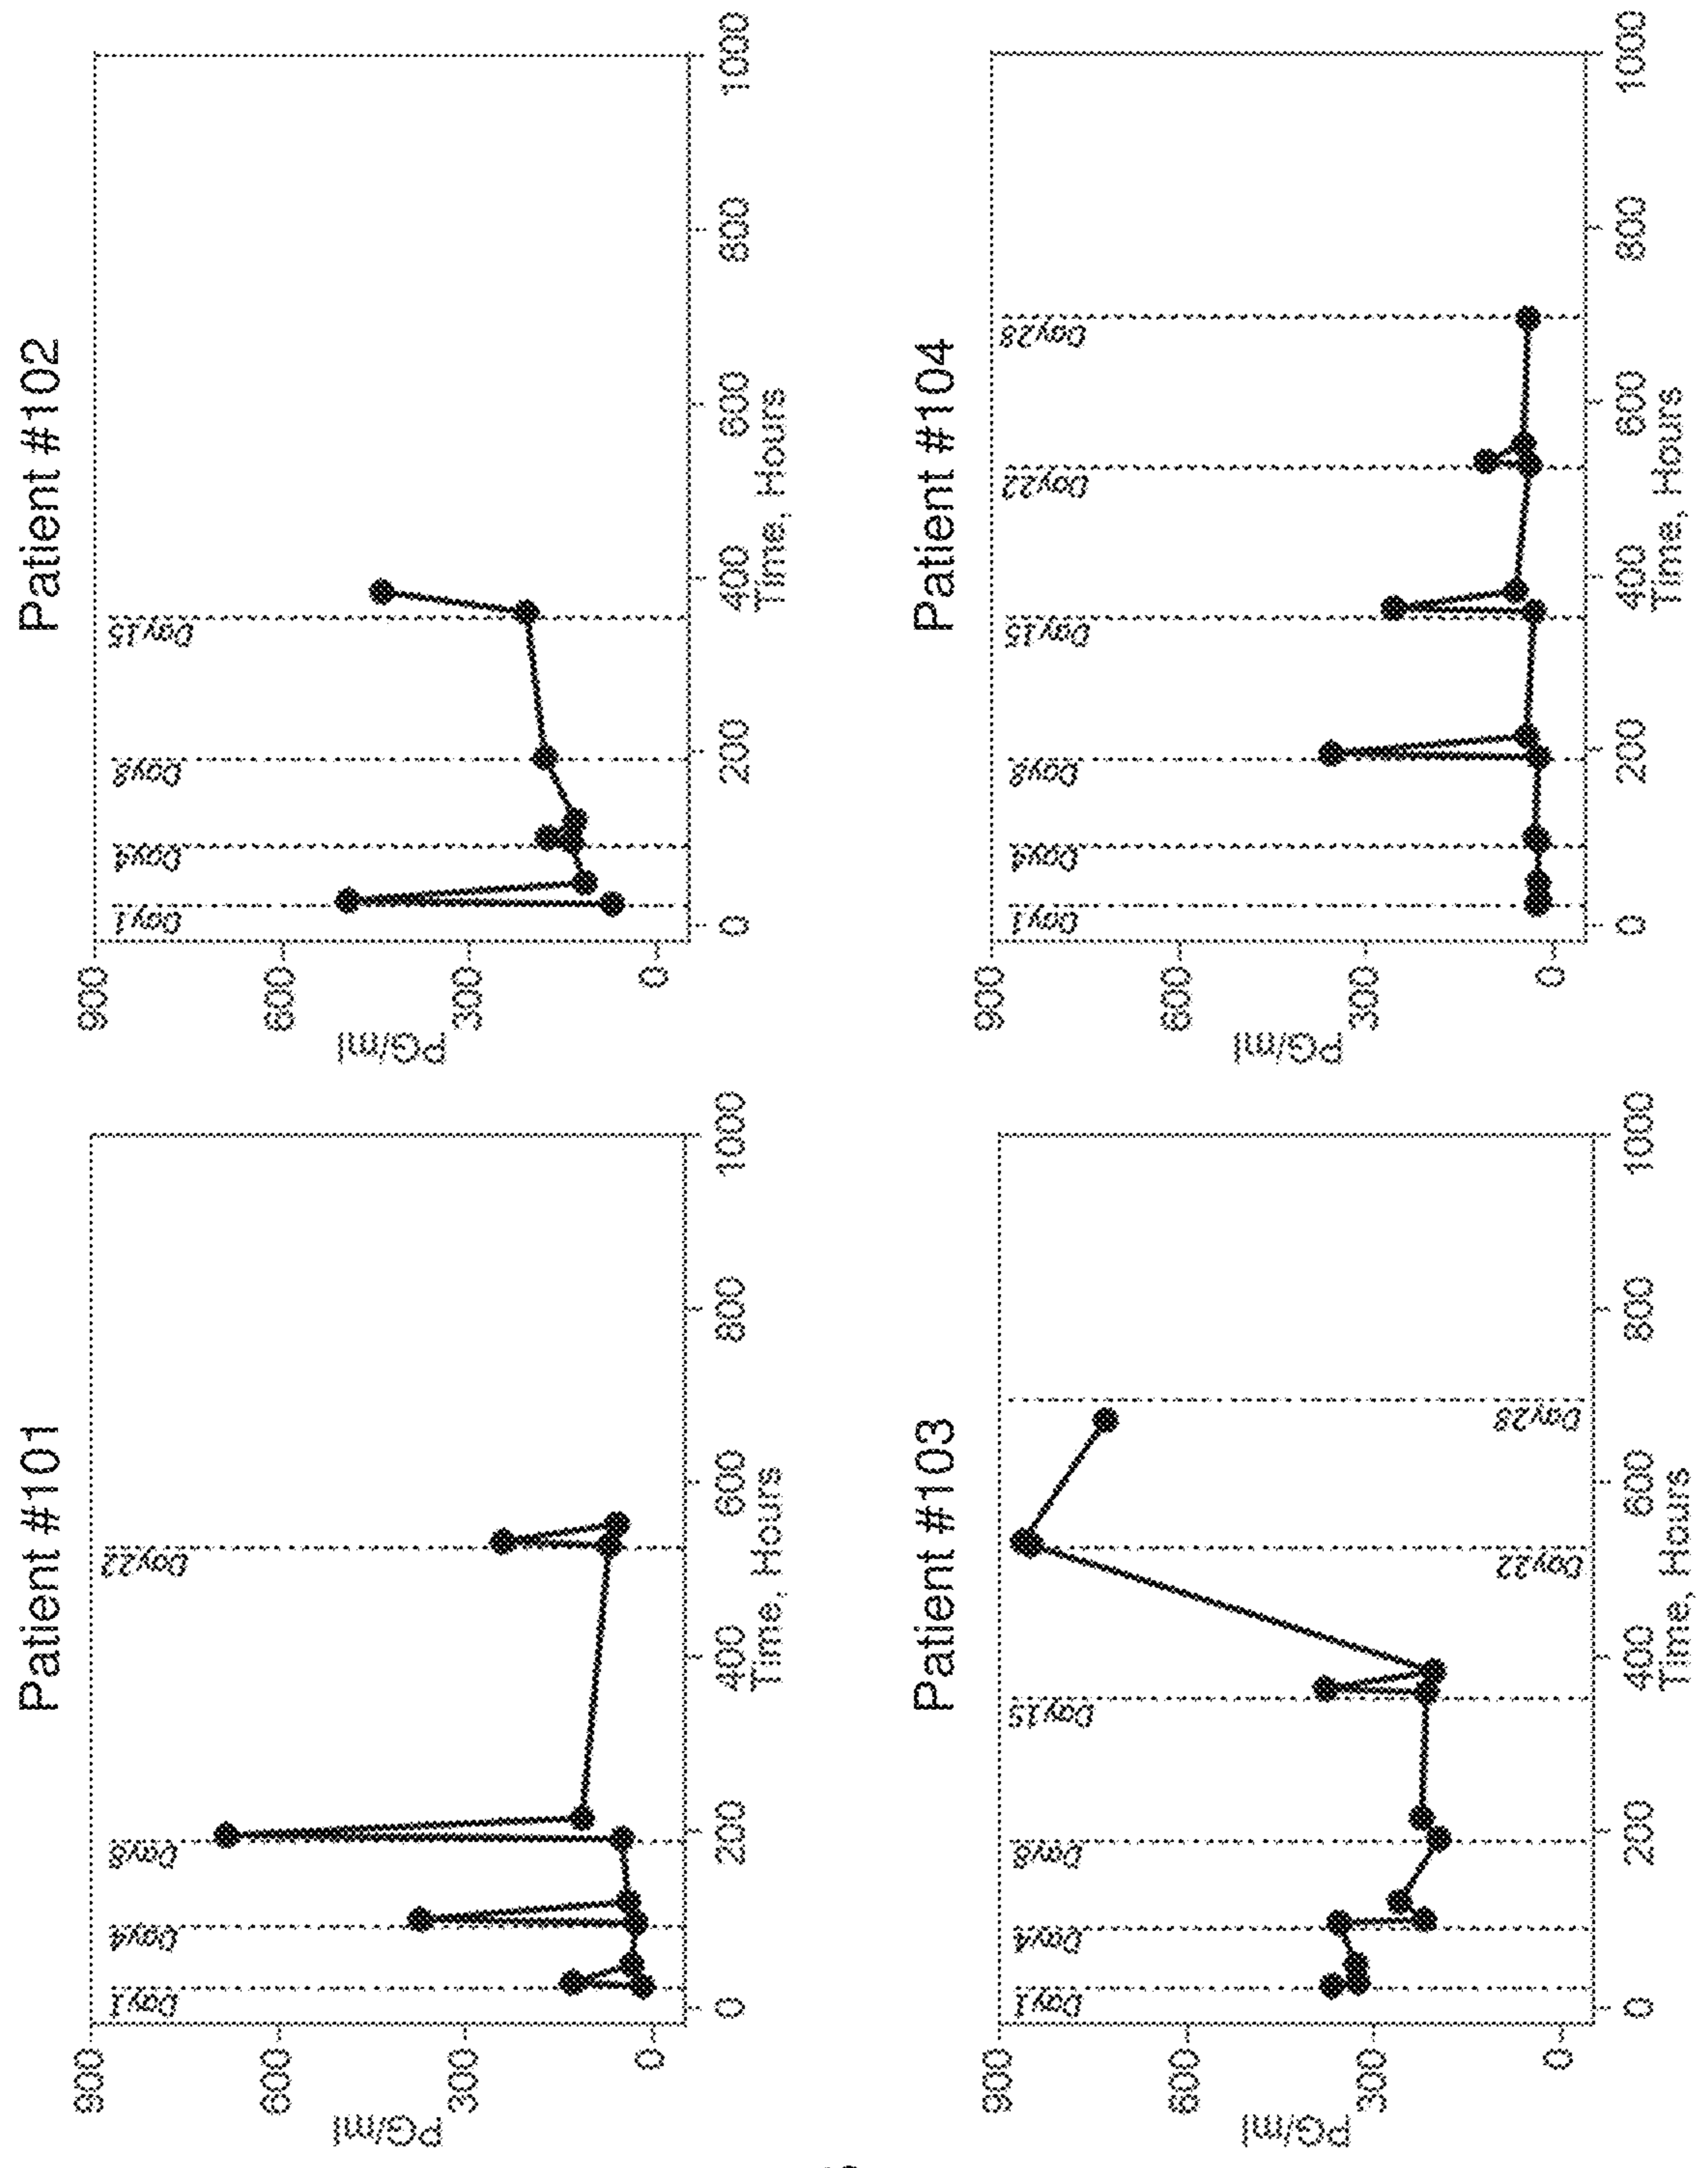 Patient #101
900
600
300
0
PG/ml
Day1
Day4
Day8
Day22
0
200
400
600
800
1000
Time, Hours
Patient #102
900
600
300
0
PG/ml
Day1
Day4
Day8
Day15
0
200
400
600
800
1000
Time, Hours
Patient #103
900
600
300
0
PG/ml
Day1
Day4
Day8
Day15
Day22
Day28
0
200
400
600
800
1000
Time, Hours
Patient #104
900
600
300
0
PG/ml
Day1
Day4
Day8
Day15
Day22
Day28
0
200
400
600
800
1000
Time, Hours